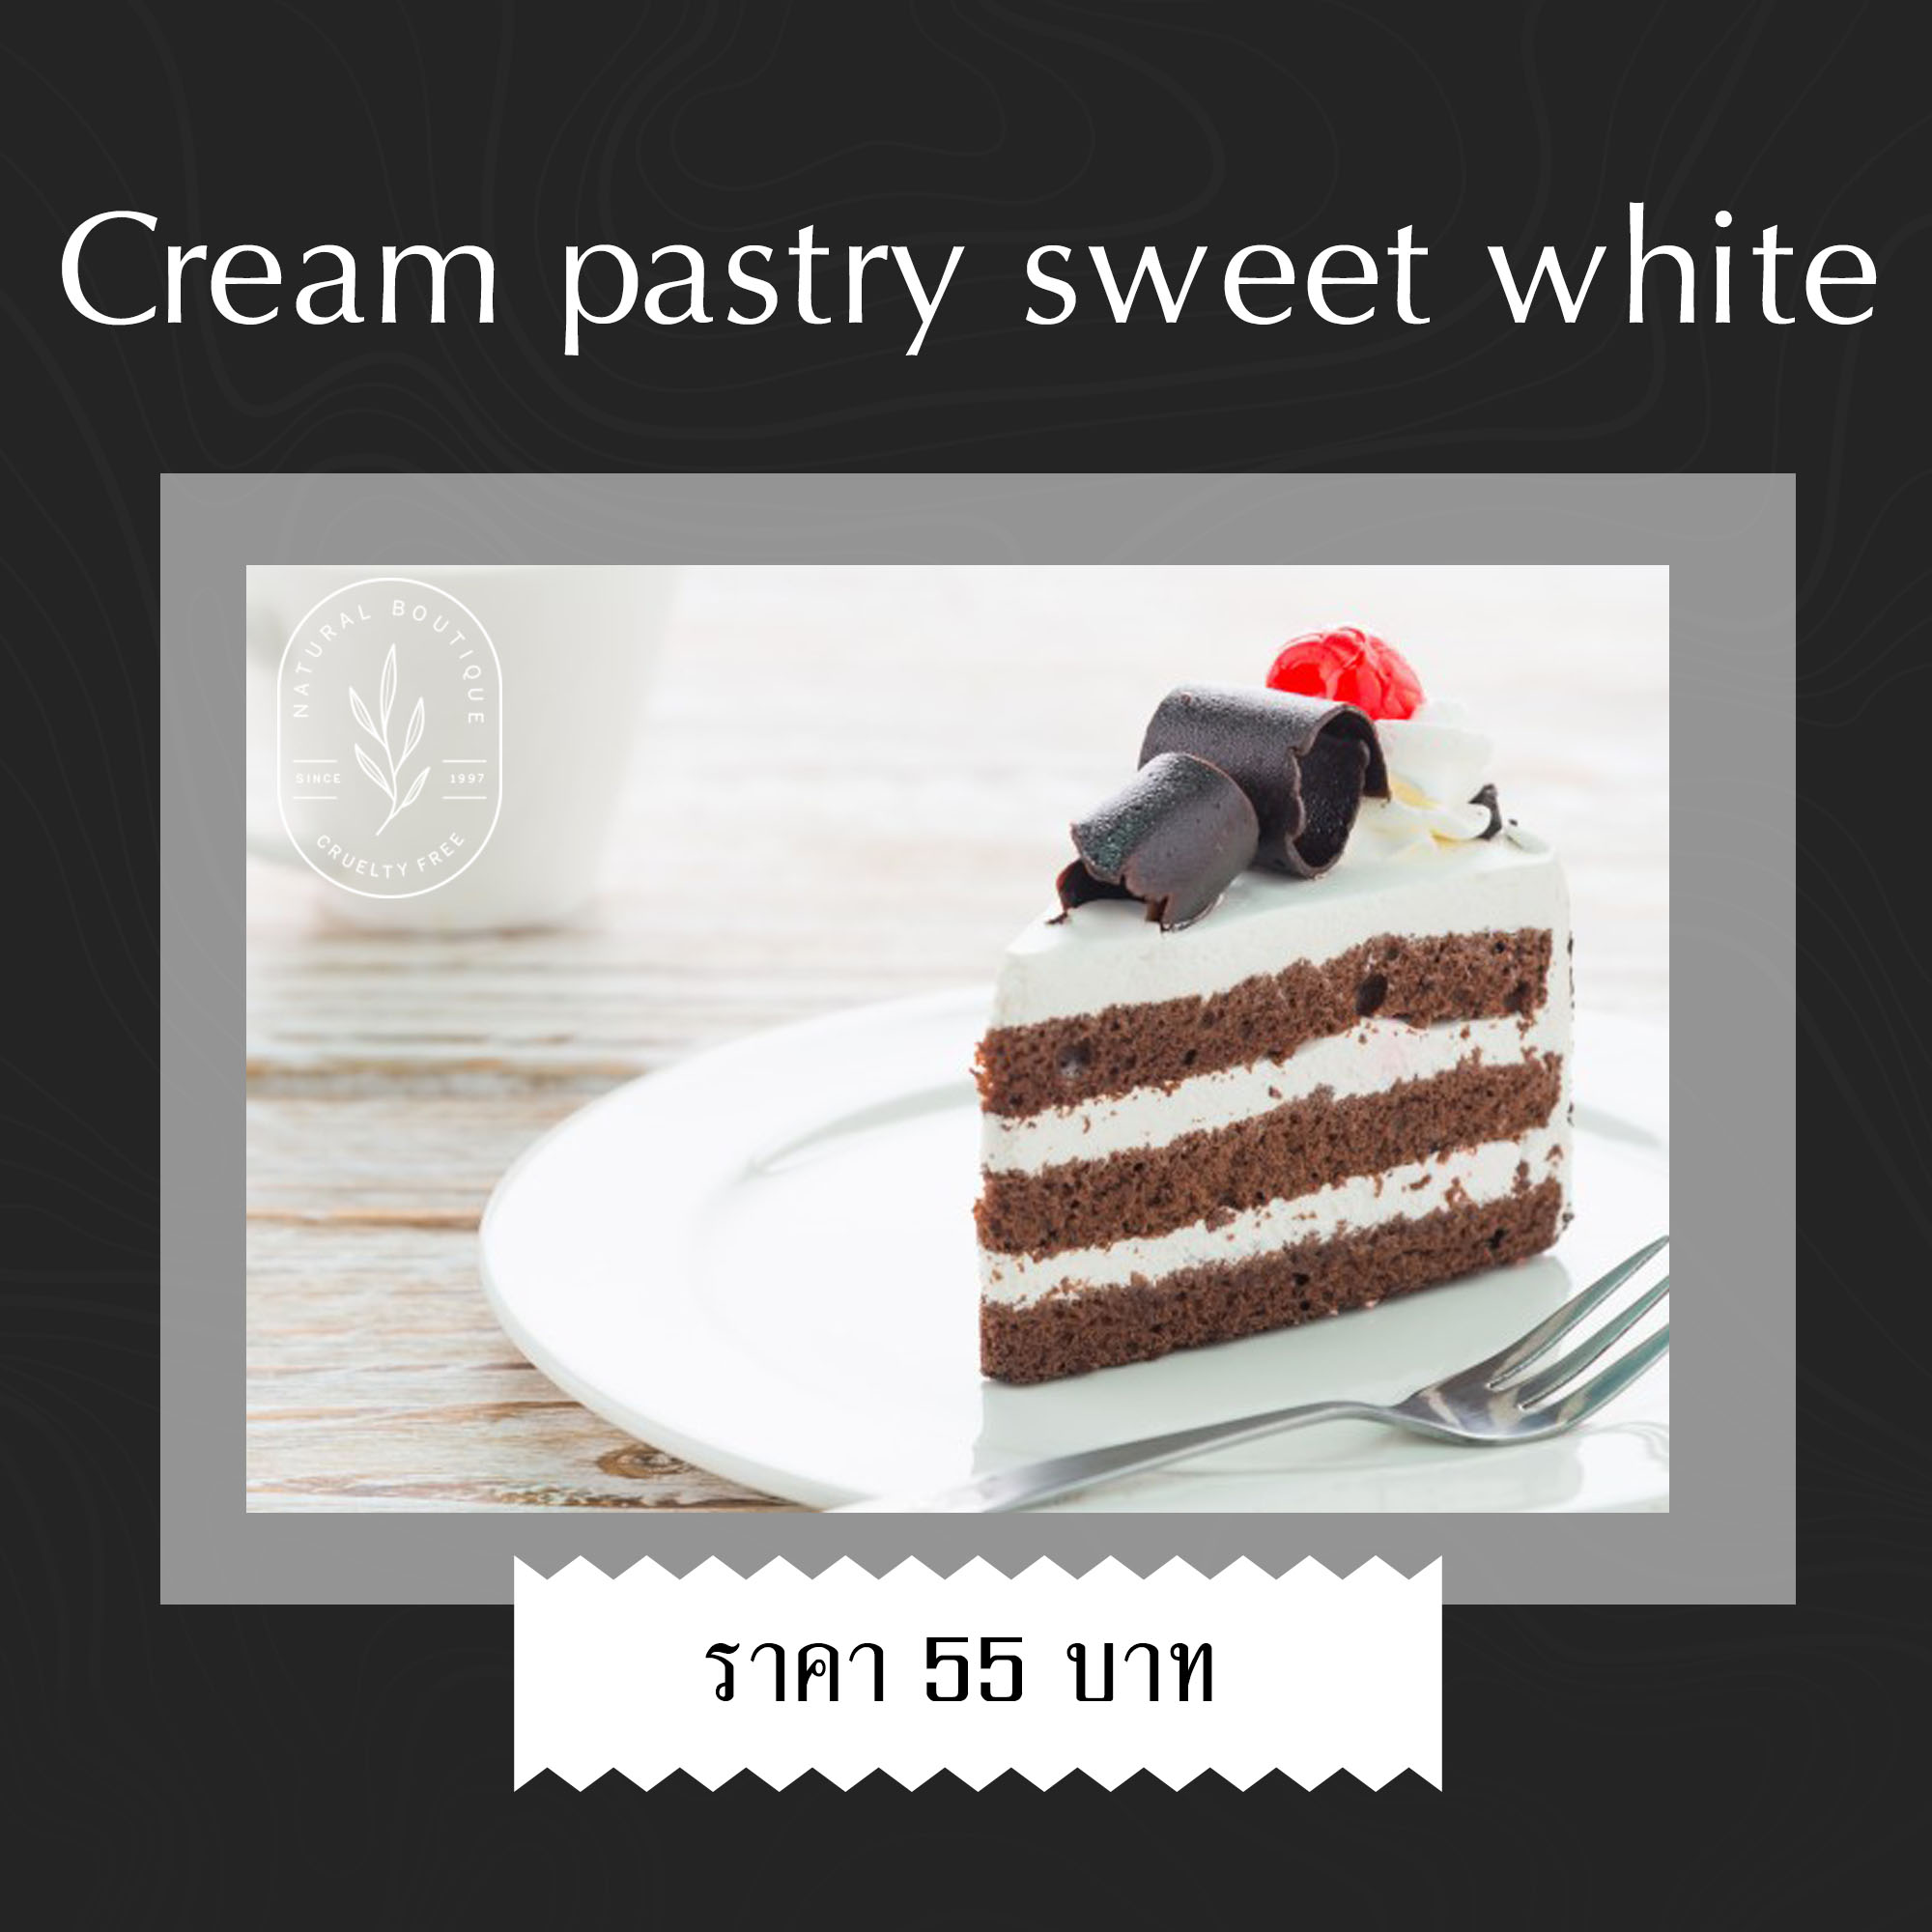 Cream pastry sweet white
NATURAL BOUTIQUE
SINCE 1997
CRUELTY FREE
ราคา 55 บาท